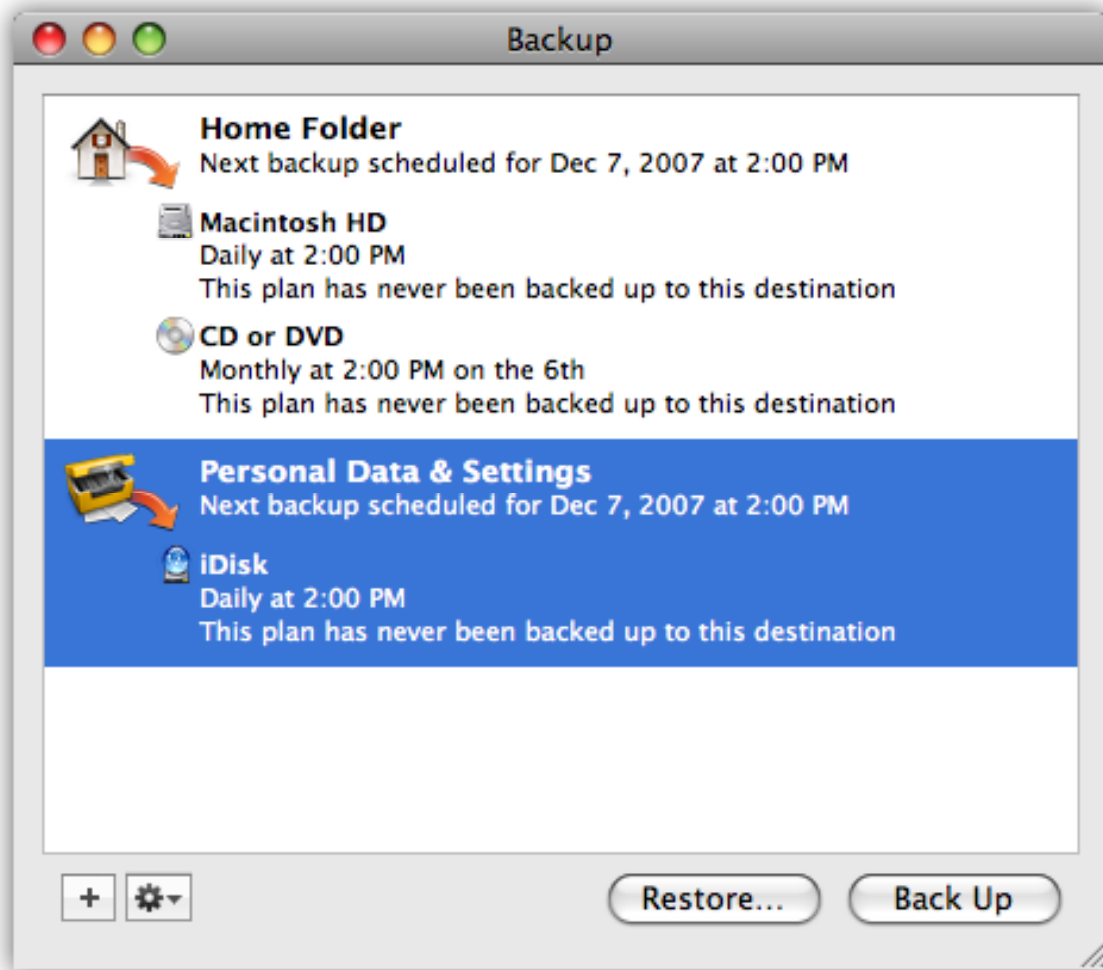 Backup
Home Folder
Next backup scheduled for Dec 7, 2007 at 2:00 PM
Macintosh HD
Daily at 2:00 PM
This plan has never been backed up to this destination
CD or DVD
Monthly at 2:00 PM on the 6th
This plan has never been backed up to this destination
Personal Data & Settings
Next backup scheduled for Dec 7, 2007 at 2:00 PM
iDisk
Daily at 2:00 PM
This plan has never been backed up to this destination
+
Restore...
Back Up